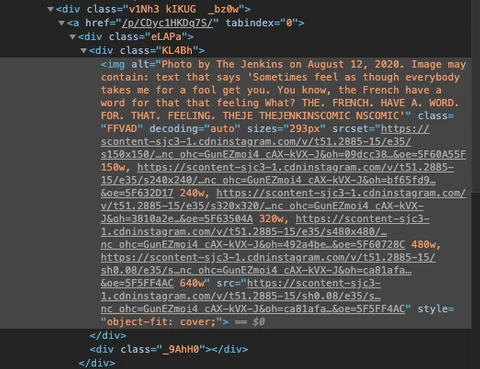 <div class="v1Nh3 kIKUG  _bz0w">
<a href="/p/CDyc1HKDq7S/" tabindex="0">
<div class="eLAPa">
<div class="KL4Bh">
<img alt="Photo by The Jenkins on August 12, 2020. Image may
contain: text that says 'Sometimes feel as though everybody
takes me for a fool get you. You know, the French have a
word for that that feeling What? THE. FRENCH. HAVE A. WORD.
FOR. THAT. FEELING. THEJE THEJENKINSCOMIC NSCOMIC'" class=
"FFVAD" decoding="auto" sizes="293px" srcset="https://
scontent-sjc3-1.cdninstagram.com/v/t51.2885-15/e35/
s150x150/…nc_ohc=GunEZmoi4_cAX-kVX-J&oh=09dcc38…&oe=5F60A55F
150w, https://scontent-sjc3-1.cdninstagram.com/v/t51.2885-
15/e35/s240x240/…nc_ohc=GunEZmoi4_cAX-kVX-J&oh=bf65fd9…
&oe=5F632D17 240w, https://scontent-sjc3-1.cdninstagram.com/
v/t51.2885-15/e35/s320x320/…nc_ohc=GunEZmoi4_cAX-kVX-
J&oh=3810a2e…&oe=5F63504A 320w, https://scontent-sjc3-
1.cdninstagram.com/v/t51.2885-15/e35/s480x480/…
nc_ohc=GunEZmoi4_cAX-kVX-J&oh=492a4be…&oe=5F60728C 480w,
https://scontent-sjc3-1.cdninstagram.com/v/t51.2885-15/
sh0.08/e35/s…nc_ohc=GunEZmoi4_cAX-kVX-J&oh=ca81afa…
&oe=5F5FF4AC 640w" src="https://scontent-sjc3-
1.cdninstagram.com/v/t51.2885-15/sh0.08/e35/s…
nc_ohc=GunEZmoi4_cAX-kVX-J&oh=ca81afa…&oe=5F5FF4AC" style=
"object-fit: cover;"> == $0
</div>
<div class="_9AhH0"></div>
</div>